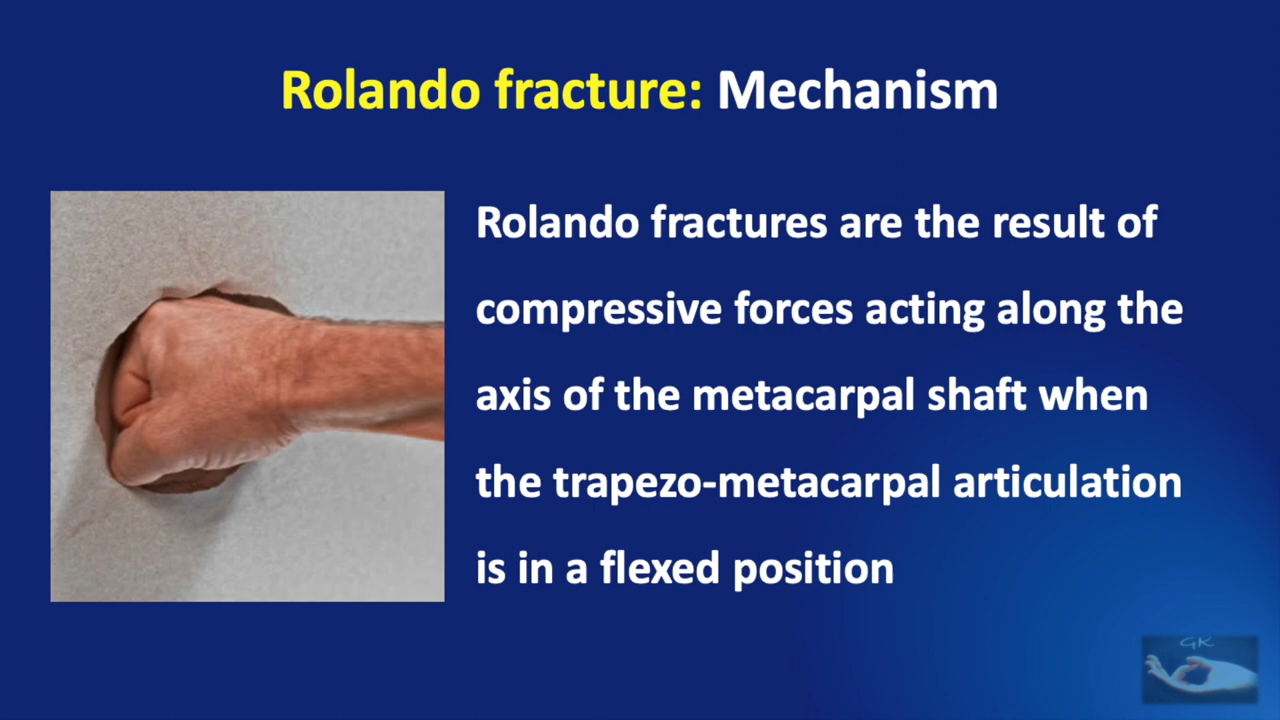 Rolando fracture: Mechanism
Rolando fractures are the result of
compressive forces acting along the
axis of the metacarpal shaft when
the trapezo-metacarpal articulation
is in a flexed position
GK